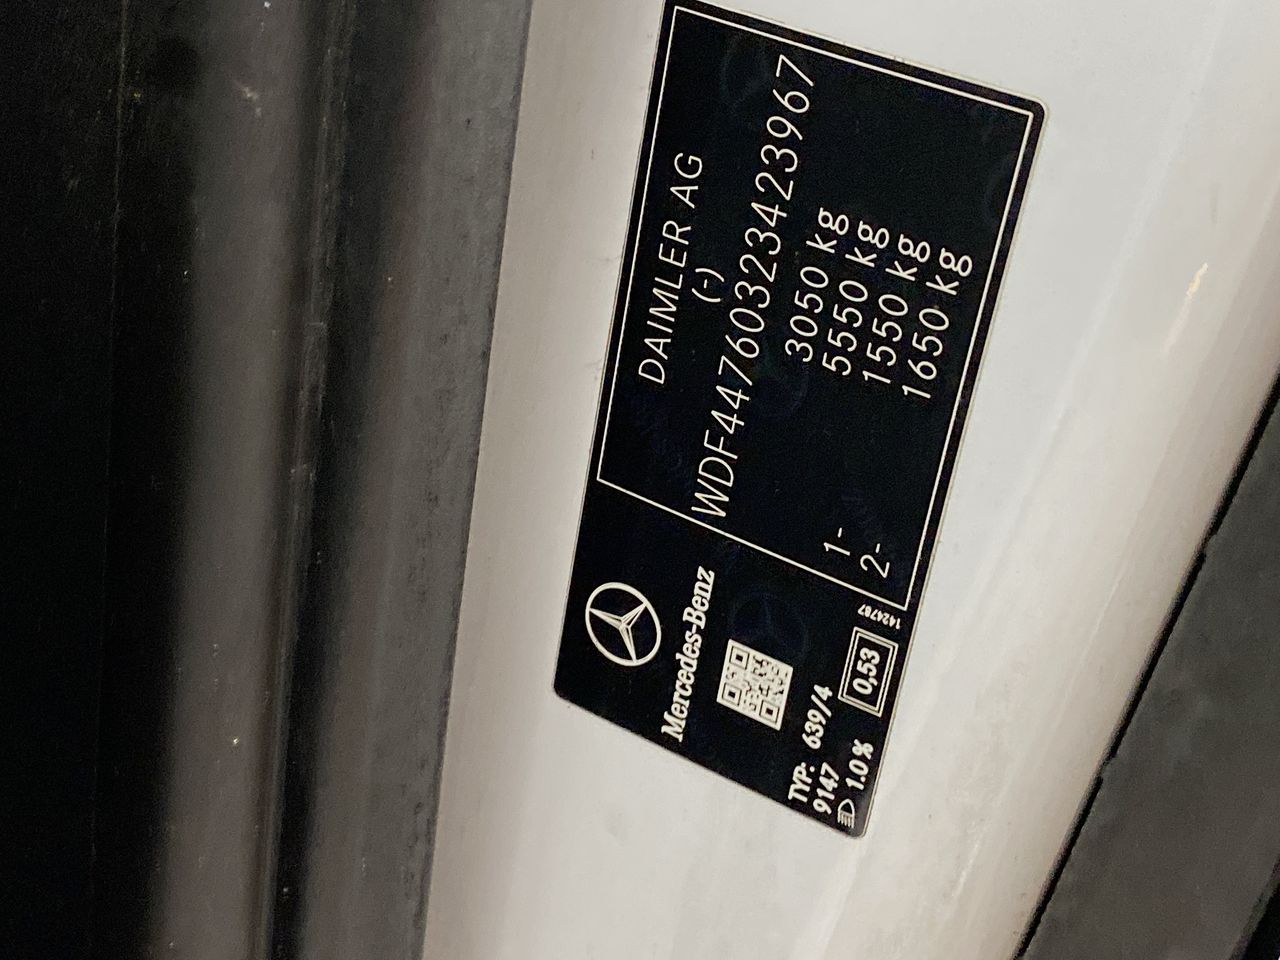 DAIMLER AG
(-)
WDF44760323423967
3050 kg
5550 kg
1- 1550 kg
2- 1650 kg
Mercedes-Benz
TYP: 639/4
9147
1.0 %
0,53
1424787